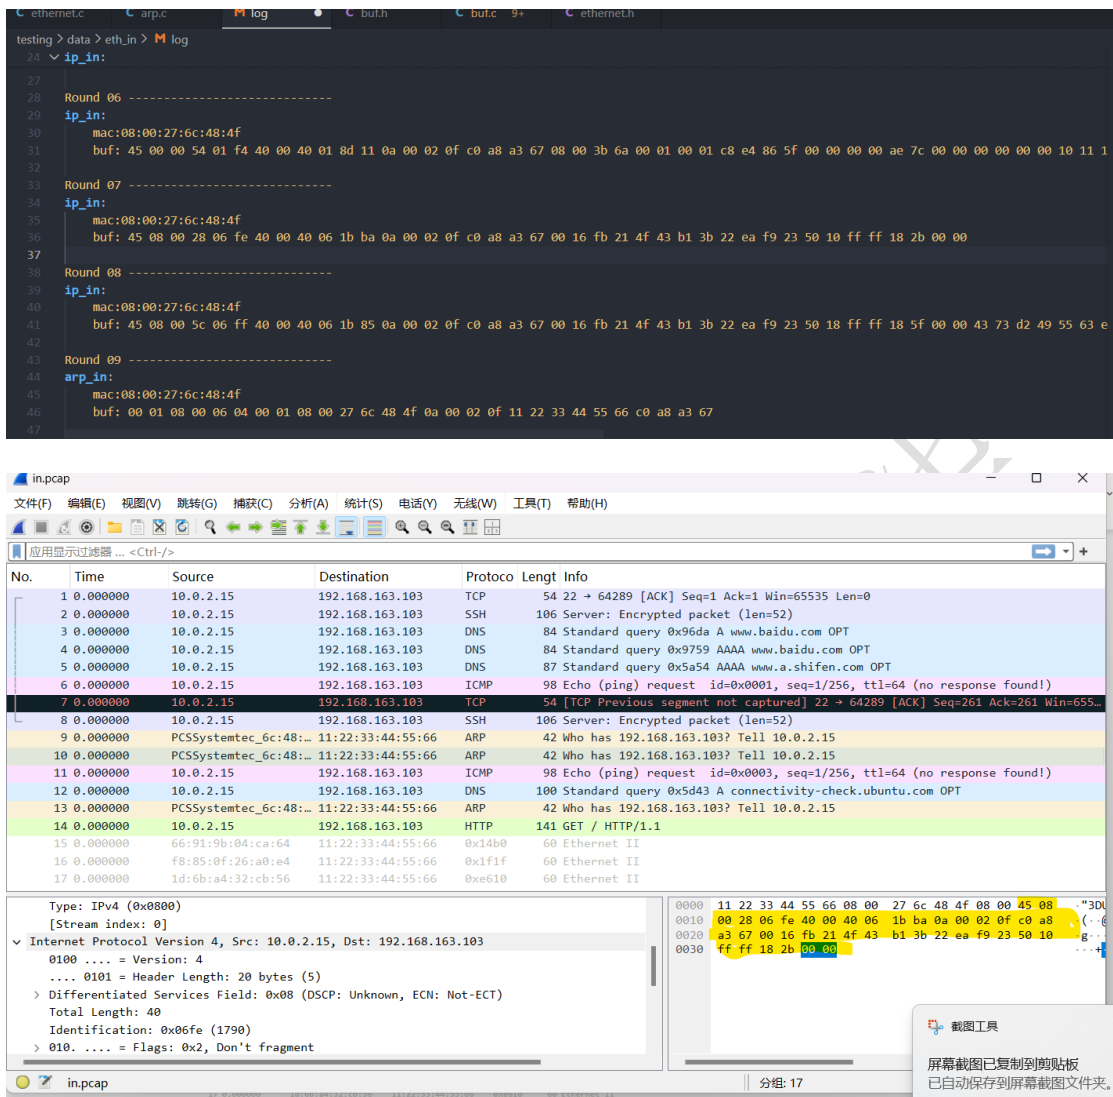 ethernet.c arp.c log buf.h buf.c 9+ ethernet.h
testing > data > eth_in > log
24 ip_in:
27
28 Round 06 -----------------------------
29 ip_in:
30 mac:08:00:27:6c:48:4f
31 buf: 45 00 00 54 01 f4 40 00 40 01 8d 11 0a 00 02 0f c0 a8 a3 67 08 00 3b 6a 00 01 00 01 c8 e4 86 5f 00 00 00 00 ae 7c 00 00 00 00 00 00 10 11 1
32
33 Round 07 -----------------------------
34 ip_in:
35 mac:08:00:27:6c:48:4f
36 buf: 45 08 00 28 06 fe 40 00 40 06 1b ba 0a 00 02 0f c0 a8 a3 67 00 16 fb 21 4f 43 b1 3b 22 ea f9 23 50 10 ff ff 18 2b 00 00
37
38 Round 08 -----------------------------
39 ip_in:
40 mac:08:00:27:6c:48:4f
41 buf: 45 08 00 5c 06 ff 40 00 40 06 1b 85 0a 00 02 0f c0 a8 a3 67 00 16 fb 21 4f 43 b1 3b 22 ea f9 23 50 18 ff ff 18 5f 00 00 43 73 d2 49 55 63 e
42
43 Round 09 -----------------------------
44 arp_in:
45 mac:08:00:27:6c:48:4f
46 buf: 00 01 08 00 06 04 00 01 08 00 27 6c 48 4f 0a 00 02 0f 11 22 33 44 55 66 c0 a8 a3 67
47
in.pcap
文件(F) 编辑(E) 视图(V) 跳转(G) 捕获(C) 分析(A) 统计(S) 电话(Y) 无线(W) 工具(T) 帮助(H)
应用显示过滤器 … <Ctrl-/>
No. Time Source Destination Protoco Lengt Info
1 0.000000 10.0.2.15 192.168.163.103 TCP 54 22 → 64289 [ACK] Seq=1 Ack=1 Win=65535 Len=0
2 0.000000 10.0.2.15 192.168.163.103 SSH 106 Server: Encrypted packet (len=52)
3 0.000000 10.0.2.15 192.168.163.103 DNS 84 Standard query 0x96da A www.baidu.com OPT
4 0.000000 10.0.2.15 192.168.163.103 DNS 84 Standard query 0x9759 AAAA www.baidu.com OPT
5 0.000000 10.0.2.15 192.168.163.103 DNS 87 Standard query 0x5a54 AAAA www.a.shifen.com OPT
6 0.000000 10.0.2.15 192.168.163.103 ICMP 98 Echo (ping) request id=0x0001, seq=1/256, ttl=64 (no response found!)
7 0.000000 10.0.2.15 192.168.163.103 TCP 54 [TCP Previous segment not captured] 22 → 64289 [ACK] Seq=261 Ack=261 Win=655…
8 0.000000 10.0.2.15 192.168.163.103 SSH 106 Server: Encrypted packet (len=52)
9 0.000000 PCSSystemtec_6c:48:… 11:22:33:44:55:66 ARP 42 Who has 192.168.163.103? Tell 10.0.2.15
10 0.000000 PCSSystemtec_6c:48:… 11:22:33:44:55:66 ARP 42 Who has 192.168.163.103? Tell 10.0.2.15
11 0.000000 10.0.2.15 192.168.163.103 ICMP 98 Echo (ping) request id=0x0003, seq=1/256, ttl=64 (no response found!)
12 0.000000 10.0.2.15 192.168.163.103 DNS 100 Standard query 0x5d43 A connectivity-check.ubuntu.com OPT
13 0.000000 PCSSystemtec_6c:48:… 11:22:33:44:55:66 ARP 42 Who has 192.168.163.103? Tell 10.0.2.15
14 0.000000 10.0.2.15 192.168.163.103 HTTP 141 GET / HTTP/1.1
15 0.000000 66:91:9b:04:ca:64 11:22:33:44:55:66 0x14b0 60 Ethernet II
16 0.000000 f8:85:0f:26:a0:e4 11:22:33:44:55:66 0x1f1f 60 Ethernet II
17 0.000000 1d:6b:a4:32:cb:56 11:22:33:44:55:66 0xe610 60 Ethernet II
Type: IPv4 (0x0800)
[Stream index: 0]
Internet Protocol Version 4, Src: 10.0.2.15, Dst: 192.168.163.103
0100 .... = Version: 4
.... 0101 = Header Length: 20 bytes (5)
Differentiated Services Field: 0x08 (DSCP: Unknown, ECN: Not-ECT)
Total Length: 40
Identification: 0x06fe (1790)
010. .... = Flags: 0x2, Don't fragment
0000 11 22 33 44 55 66 08 00 27 6c 48 4f 08 00 45 08 ·"3DU
0010 00 28 06 fe 40 00 40 06 1b ba 0a 00 02 0f c0 a8 ·(··@
0020 a3 67 00 16 fb 21 4f 43 b1 3b 22 ea f9 23 50 10 ·g···
0030 ff ff 18 2b 00 00 ···+
截图工具
屏幕截图已复制到剪贴板
已自动保存到屏幕截图文件夹。
in.pcap 分组: 17